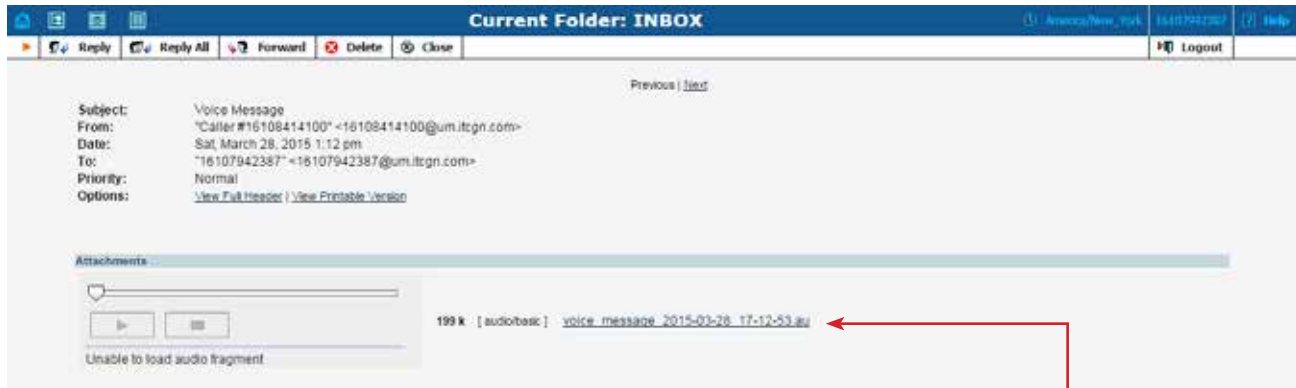 Current Folder: INBOX
America/New_York
16107942387
[?] Help
Reply
Reply All
Forward
Delete
Close
Logout
Previous | Next
Subject: Voice Message
From: "Caller #16108414100" <16108414100@um.itcgn.com>
Date: Sat, March 28, 2015 1:12 pm
To: "16107942387" <16107942387@um.itcgn.com>
Priority: Normal
Options: View Full Header | View Printable Version
Attachments
199 k [ audio/basic ] voice_message_2015-03-28_17-12-53.au
Unable to load audio fragment